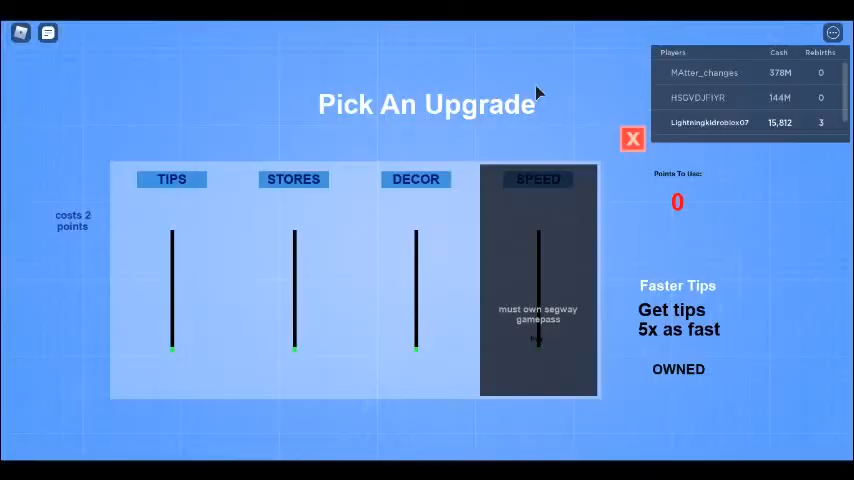 Players Cash Rebirths
MAtter_changes 378M 0
HSGVDJFIYR 144M 0
Lightningkidroblox07 15,812 3
Pick An Upgrade
X
TIPS STORES DECOR SPEED
Points To Use:
0
costs 2
points
must own segway
gamepass
Faster Tips
Get tips
5x as fast
OWNED